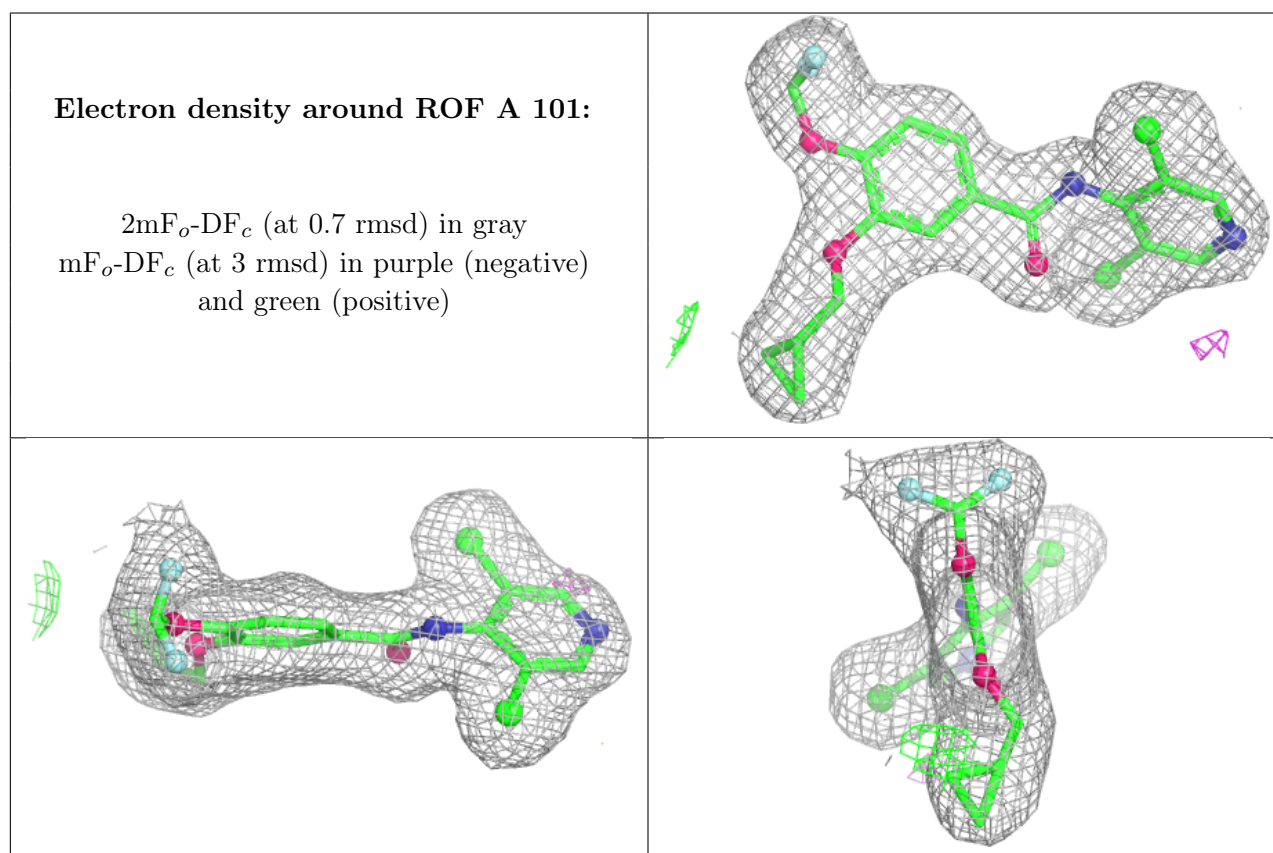 Electron density around ROF A 101:
2mFₒ-DF𝒸 (at 0.7 rmsd) in gray
mFₒ-DF𝒸 (at 3 rmsd) in purple (negative)
and green (positive)